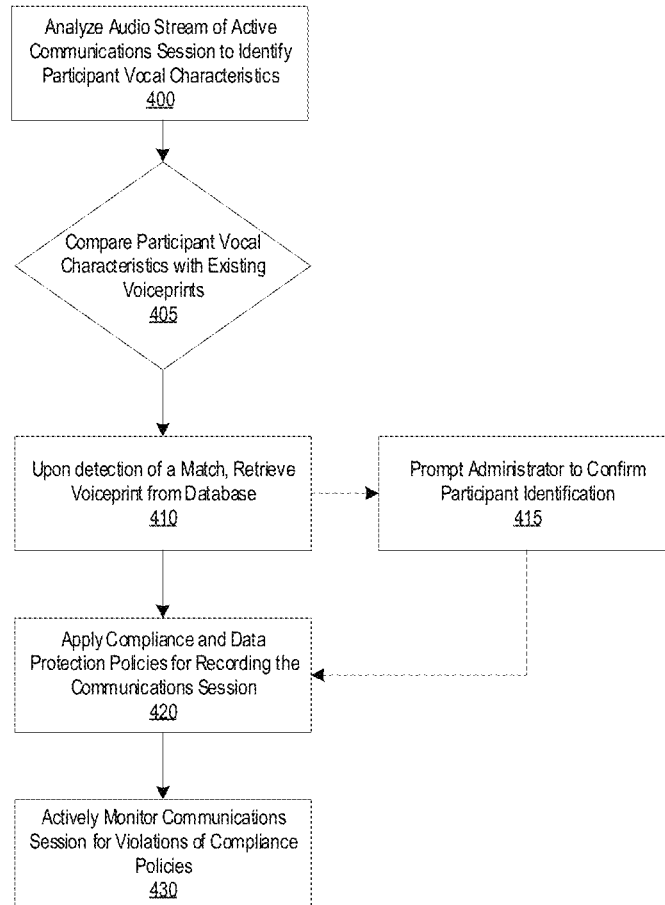 Analyze Audio Stream of Active
Communications Session to Identify
Participant Vocal Characteristics
400
Compare Participant Vocal
Characteristics with Existing
Voiceprints
405
Upon detection of a Match, Retrieve
Voiceprint from Database
410
Prompt Administrator to Confirm
Participant Identification
415
Apply Compliance and Data
Protection Policies for Recording the
Communications Session
420
Actively Monitor Communications
Session for Violations of Compliance
Policies
430